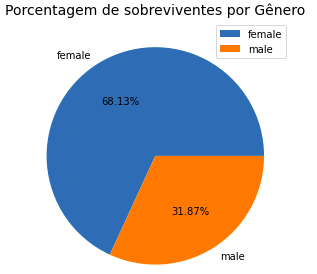 Porcentagem de sobreviventes por Gênero
female
female
male
68.13%
31.87%
male